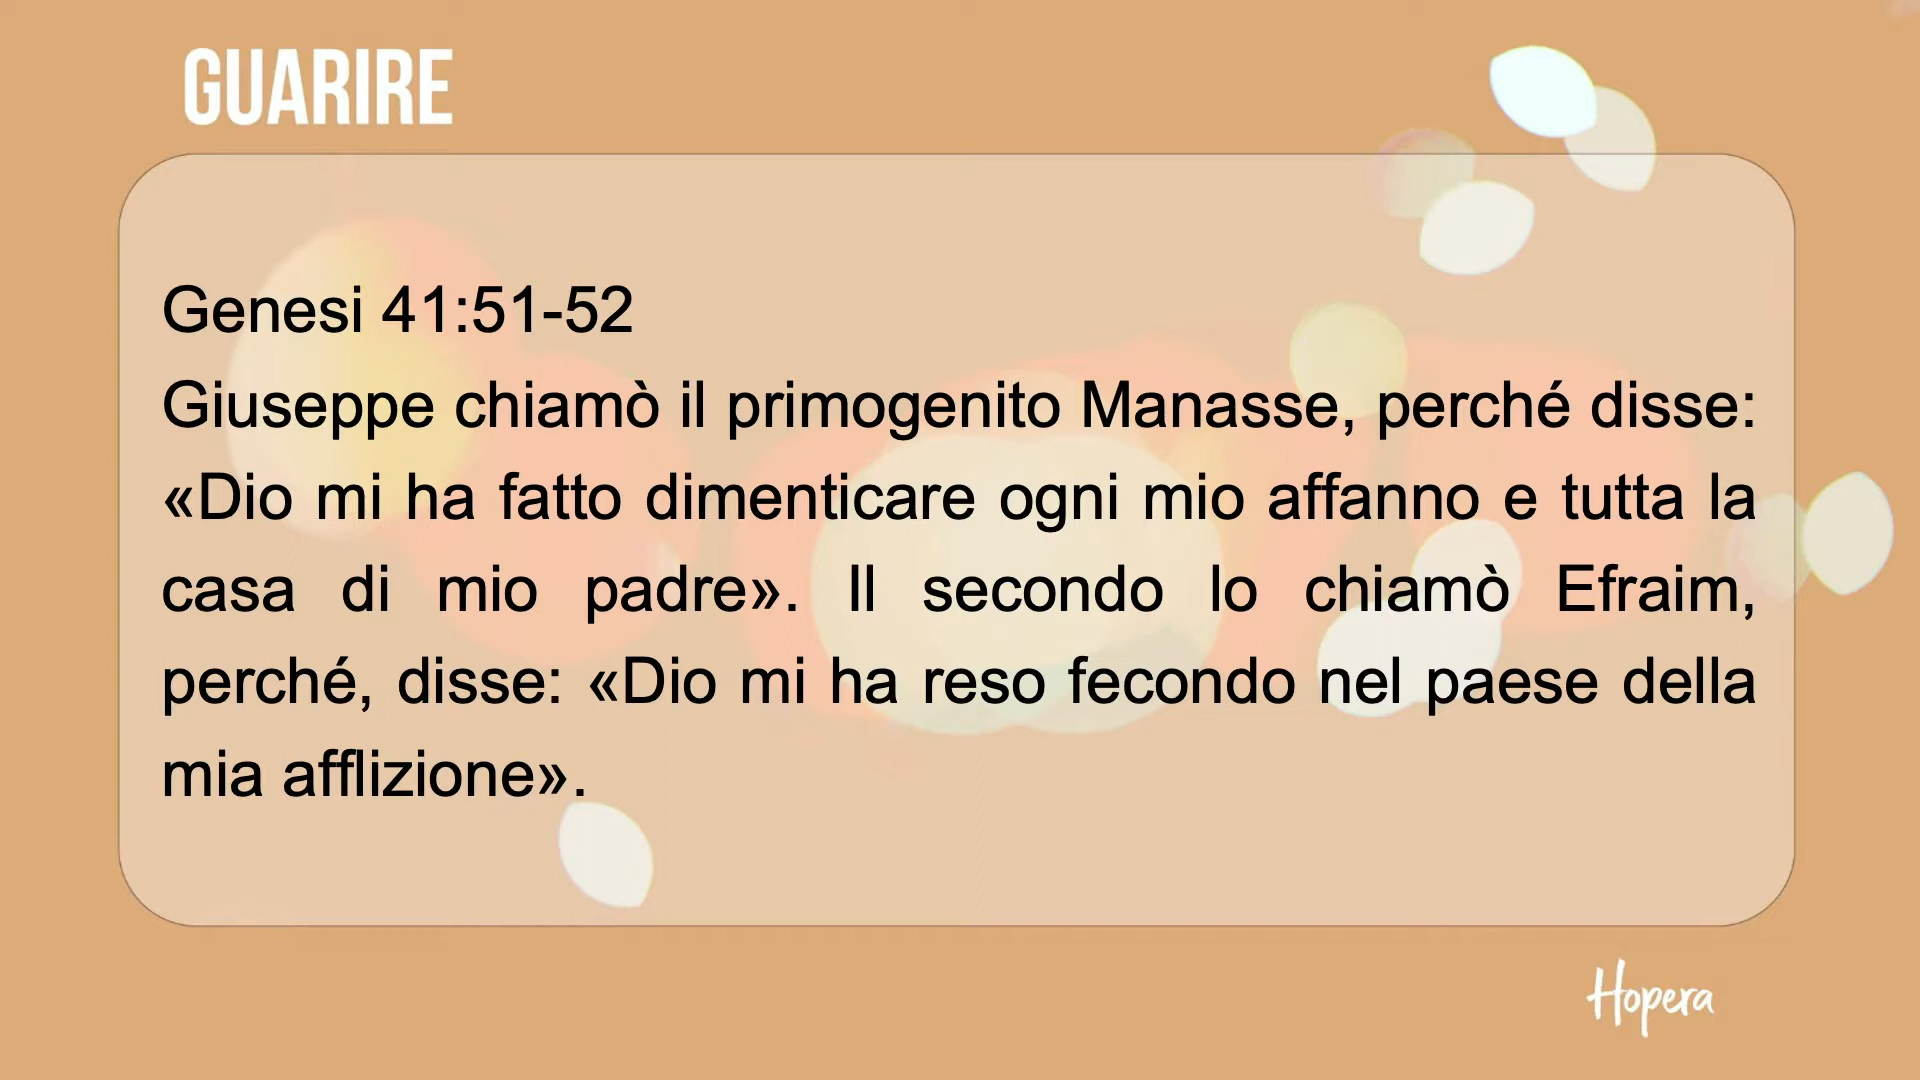 GUARIRE
Genesi 41:51-52
Giuseppe chiamò il primogenito Manasse, perché disse:
«Dio mi ha fatto dimenticare ogni mio affanno e tutta la
casa di mio padre». Il secondo lo chiamò Efraim,
perché, disse: «Dio mi ha reso fecondo nel paese della
mia afflizione».
Hopera